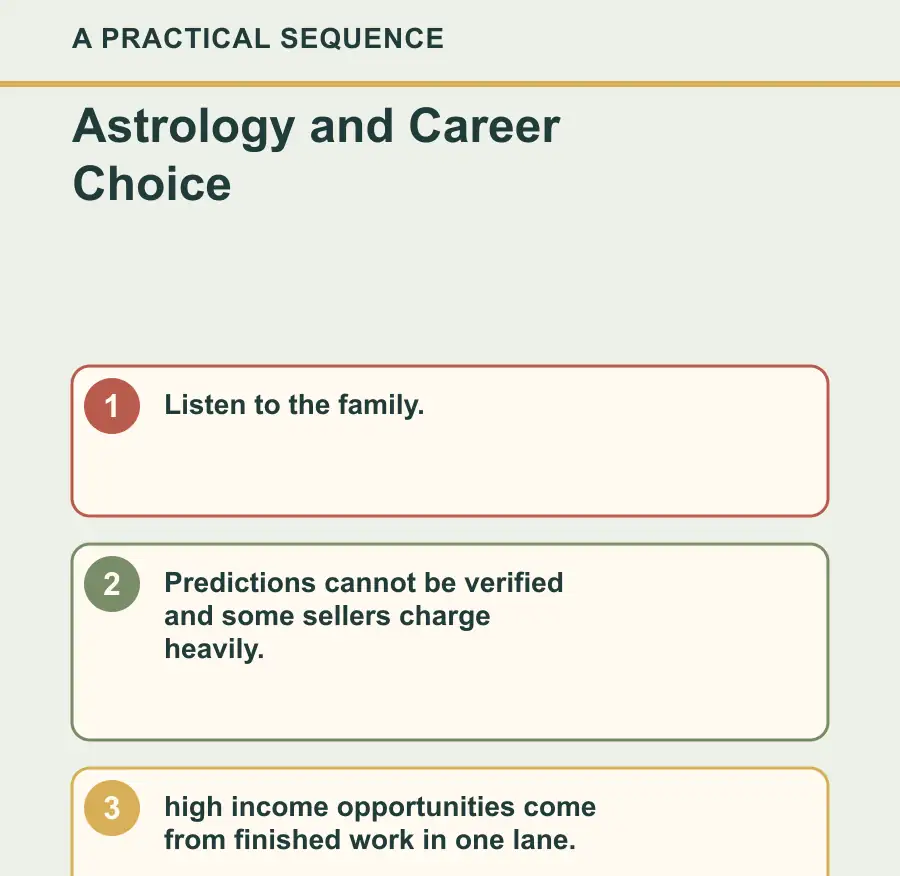 A PRACTICAL SEQUENCE
Astrology and Career
Choice
1
Listen to the family.
2
Predictions cannot be verified
and some sellers charge
heavily.
3
high income opportunities come
from finished work in one lane.